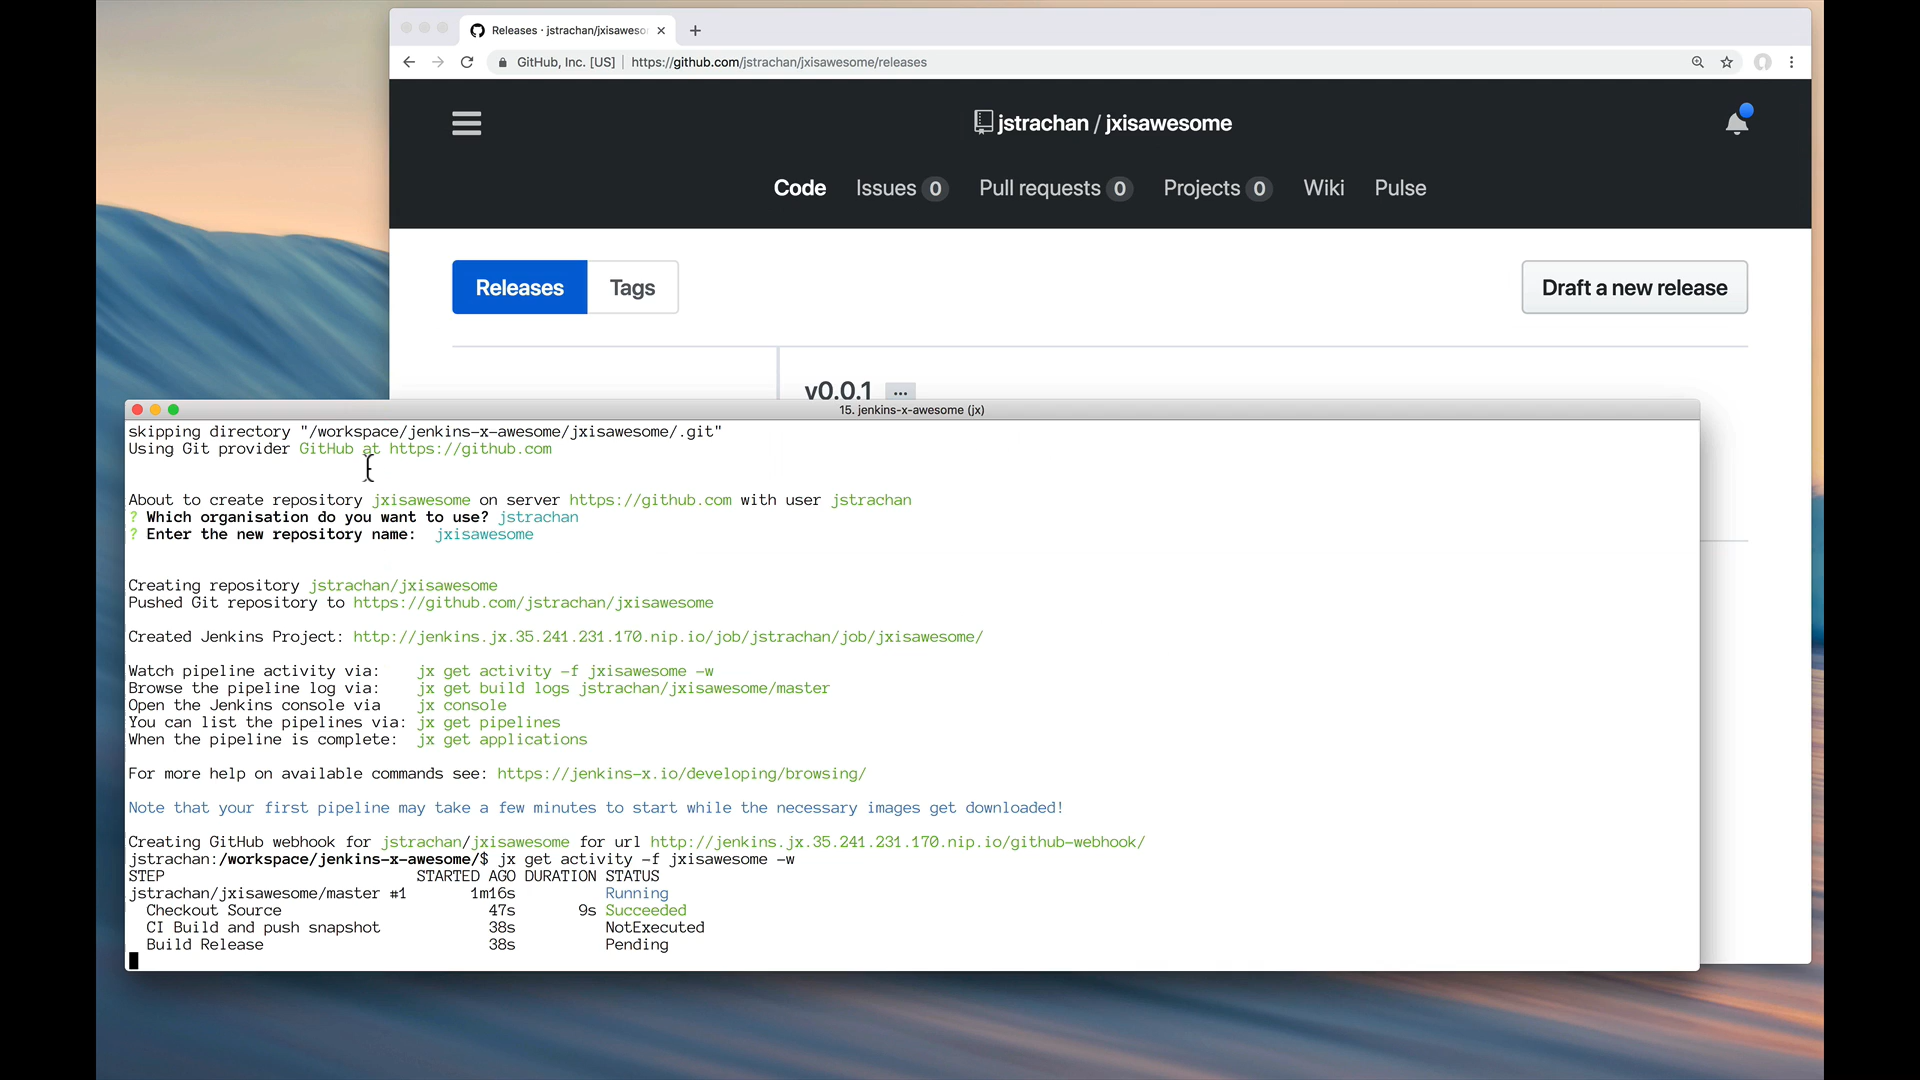 Releases · jstrachan/jxisaweso
GitHub, Inc. [US] https://github.com/jstrachan/jxisawesome/releases
jstrachan / jxisawesome
Code Issues 0 Pull requests 0 Projects 0 Wiki Pulse
Releases Tags Draft a new release
v0.0.1 ...
15. jenkins-x-awesome (jx)
skipping directory "/workspace/jenkins-x-awesome/jxisawesome/.git"
Using Git provider GitHub at https://github.com
About to create repository jxisawesome on server https://github.com with user jstrachan
? Which organisation do you want to use? jstrachan
? Enter the new repository name:  jxisawesome
Creating repository jstrachan/jxisawesome
Pushed Git repository to https://github.com/jstrachan/jxisawesome
Created Jenkins Project: http://jenkins.jx.35.241.231.170.nip.io/job/jstrachan/job/jxisawesome/
Watch pipeline activity via:    jx get activity -f jxisawesome -w
Browse the pipeline log via:    jx get build logs jstrachan/jxisawesome/master
Open the Jenkins console via    jx console
You can list the pipelines via: jx get pipelines
When the pipeline is complete:  jx get applications
For more help on available commands see: https://jenkins-x.io/developing/browsing/
Note that your first pipeline may take a few minutes to start while the necessary images get downloaded!
Creating GitHub webhook for jstrachan/jxisawesome for url http://jenkins.jx.35.241.231.170.nip.io/github-webhook/
jstrachan:/workspace/jenkins-x-awesome/$ jx get activity -f jxisawesome -w
STEP                            STARTED AGO DURATION STATUS
jstrachan/jxisawesome/master #1       1m16s          Running
  Checkout Source                       47s       9s Succeeded
  CI Build and push snapshot            38s          NotExecuted
  Build Release                         38s          Pending